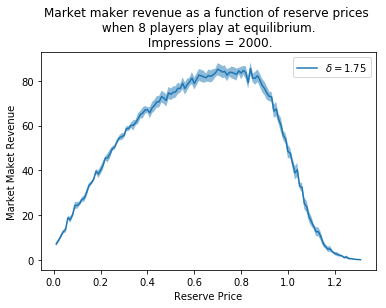 Market maker revenue as a function of reserve prices
when 8 players play at equilibrium.
Impressions = 2000.
δ = 1.75
80
60
40
20
0
Market Maket Revenue
0.0 0.2 0.4 0.6 0.8 1.0 1.2
Reserve Price